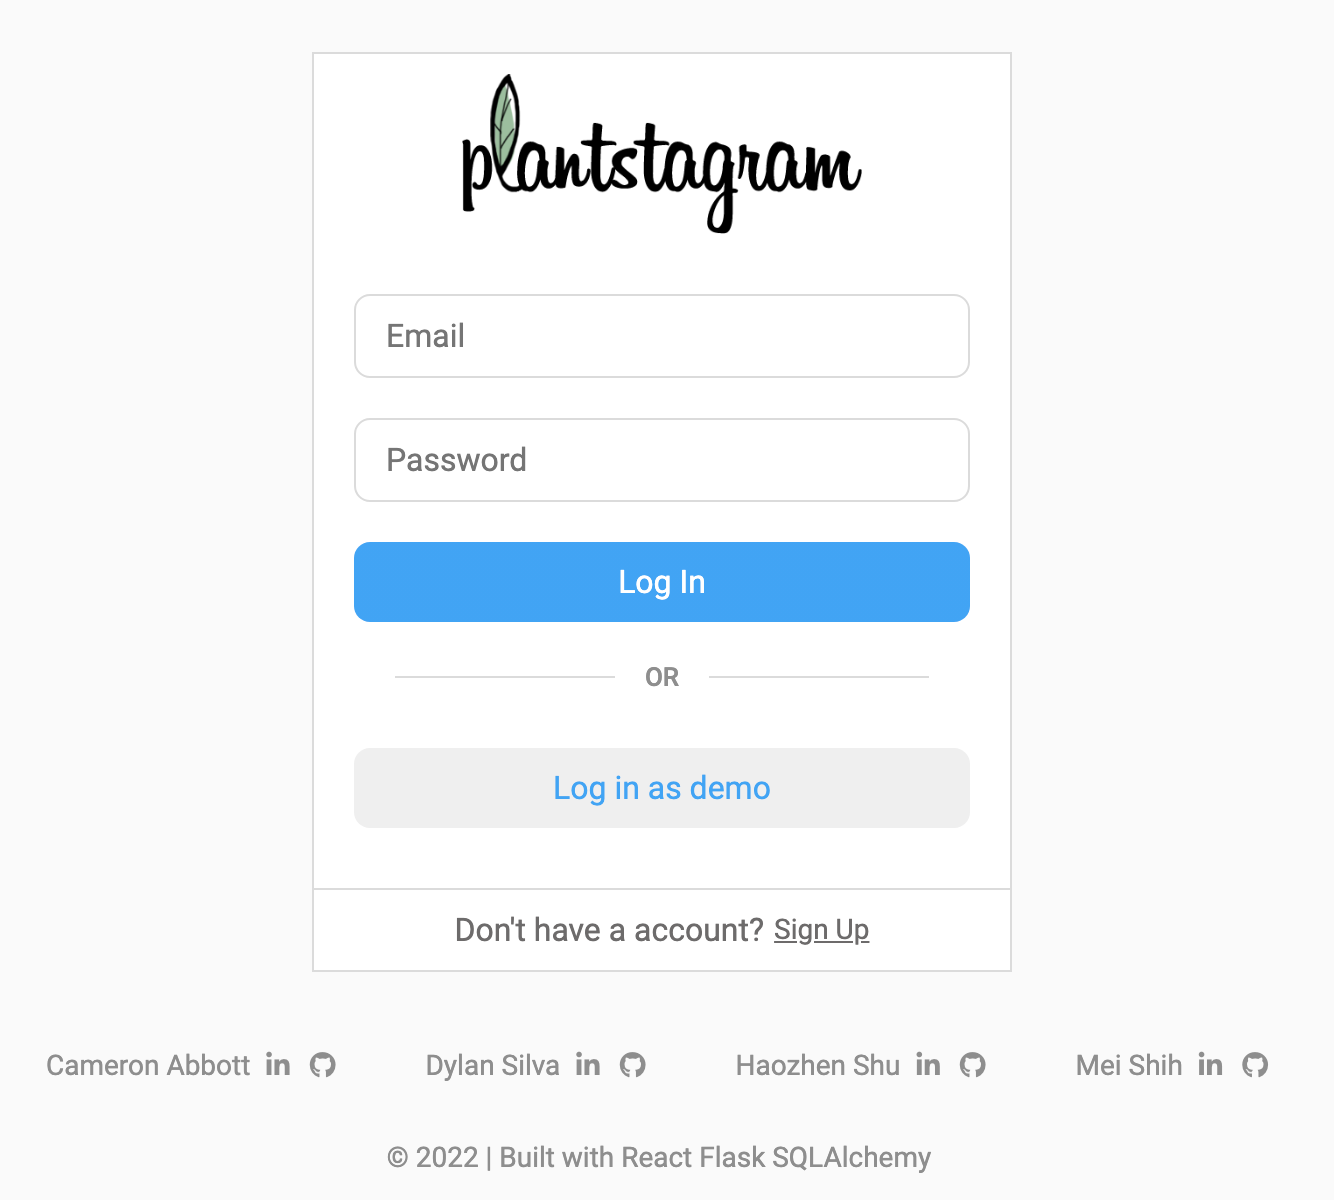 plantstagram
Email
Password
Log In
OR
Log in as demo
Don't have a account? Sign Up
Cameron Abbott in Dylan Silva in Haozhen Shu in Mei Shih in
© 2022 | Built with React Flask SQLAlchemy